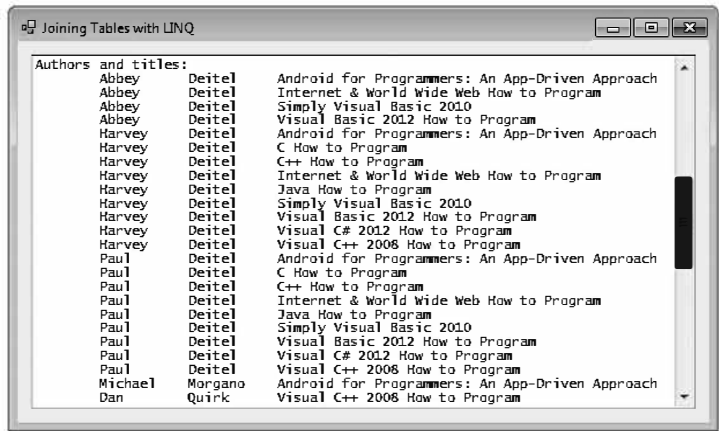 Joining Tables with LINQ
Authors and titles:
Abbey Deitel Android for Programmers: An App-Driven Approach
Abbey Deitel Internet & World Wide Web How to Program
Abbey Deitel Simply Visual Basic 2010
Abbey Deitel Visual Basic 2012 How to Program
Harvey Deitel Android for Programmers: An App-Driven Approach
Harvey Deitel C How to Program
Harvey Deitel C++ How to Program
Harvey Deitel Internet & World Wide Web How to Program
Harvey Deitel Java How to Program
Harvey Deitel Simply Visual Basic 2010
Harvey Deitel Visual Basic 2012 How to Program
Harvey Deitel Visual C# 2012 How to Program
Harvey Deitel Visual C++ 2008 How to Program
Paul Deitel Android for Programmers: An App-Driven Approach
Paul Deitel C How to Program
Paul Deitel C++ How to Program
Paul Deitel Internet & World Wide Web How to Program
Paul Deitel Java How to Program
Paul Deitel Simply Visual Basic 2010
Paul Deitel Visual Basic 2012 How to Program
Paul Deitel Visual C# 2012 How to Program
Paul Deitel Visual C++ 2008 How to Program
Michael Morgano Android for Programmers: An App-Driven Approach
Dan Quirk Visual C++ 2008 How to Program